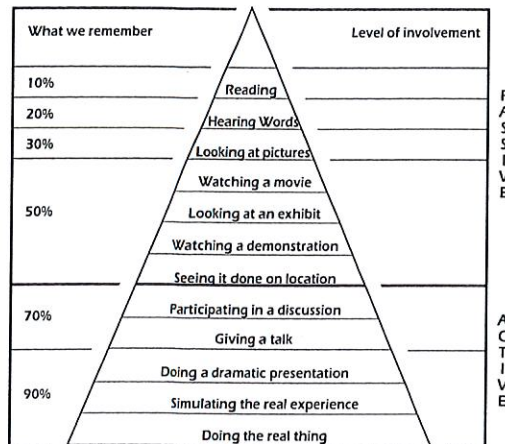 What we remember
Level of involvement
10%
Reading
20%
Hearing Words
30%
Looking at pictures
50%
Watching a movie
Looking at an exhibit
Watching a demonstration
Seeing it done on location
PASSIVE
70%
Participating in a discussion
Giving a talk
90%
Doing a dramatic presentation
Simulating the real experience
Doing the real thing
ACTIVE